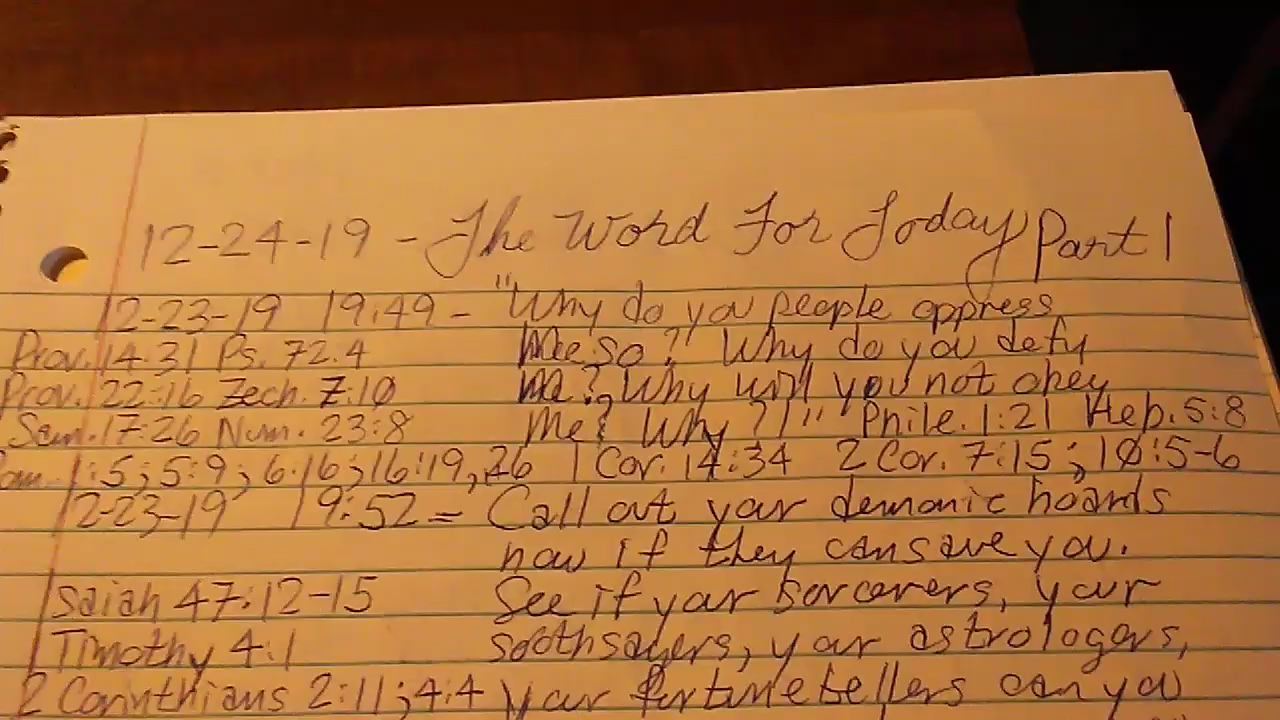 12-24-19 - The Word For Today Part 1
12-23-19 19:49 - "Why do you people oppress
Prov. 14:31 Ps. 72:4 Me so?" Why do you defy
Prov. 22:16 Zech. 7:10 Me? Why will you not obey
Sam. 17:26 Num. 23:8 Me? Why?!" Phile. 1:21 Heb. 5:8
om. 1:5; 5:9; 6:16; 16:19, 26 1 Cor. 14:34 2 Cor. 7:15; 10:5-6
12-23-19 19:52 = Call out your demonic hoards
now if they can save you.
Isaiah 47:12-15 See if your sorcerers, your
1 Timothy 4:1 soothsayers, your astrologers,
2 Corinthians 2:11; 4:4 your fortune tellers can you